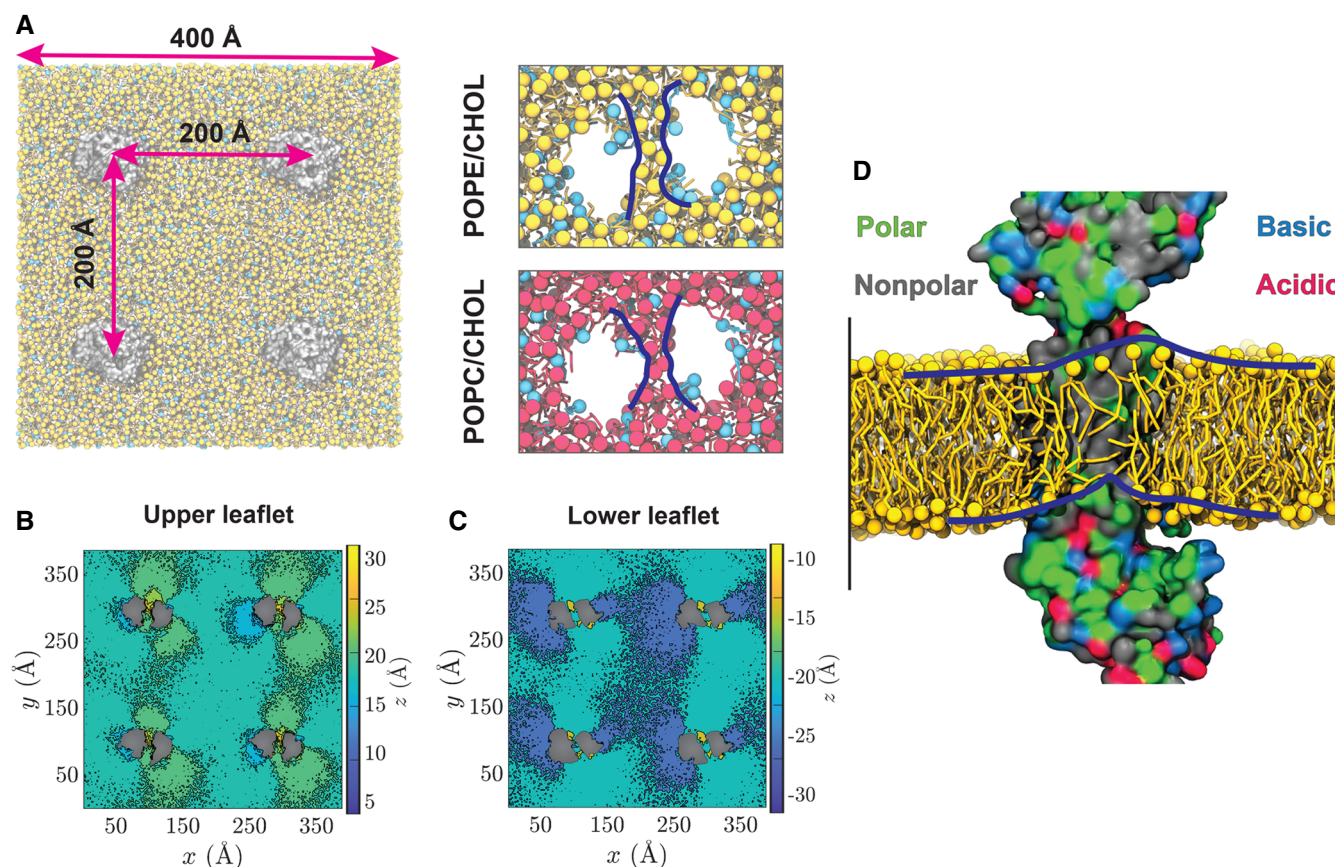 A
400 Å
200 Å
200 Å
POPE/CHOL
POPC/CHOL
B
Upper leaflet
350
250
150
50
y (Å)
50
150
250
350
x (Å)
30
25
20
15
10
5
z (Å)
C
Lower leaflet
350
250
150
50
y (Å)
50
150
250
350
x (Å)
-10
-15
-20
-25
-30
z (Å)
D
Polar
Basic
Nonpolar
Acidic